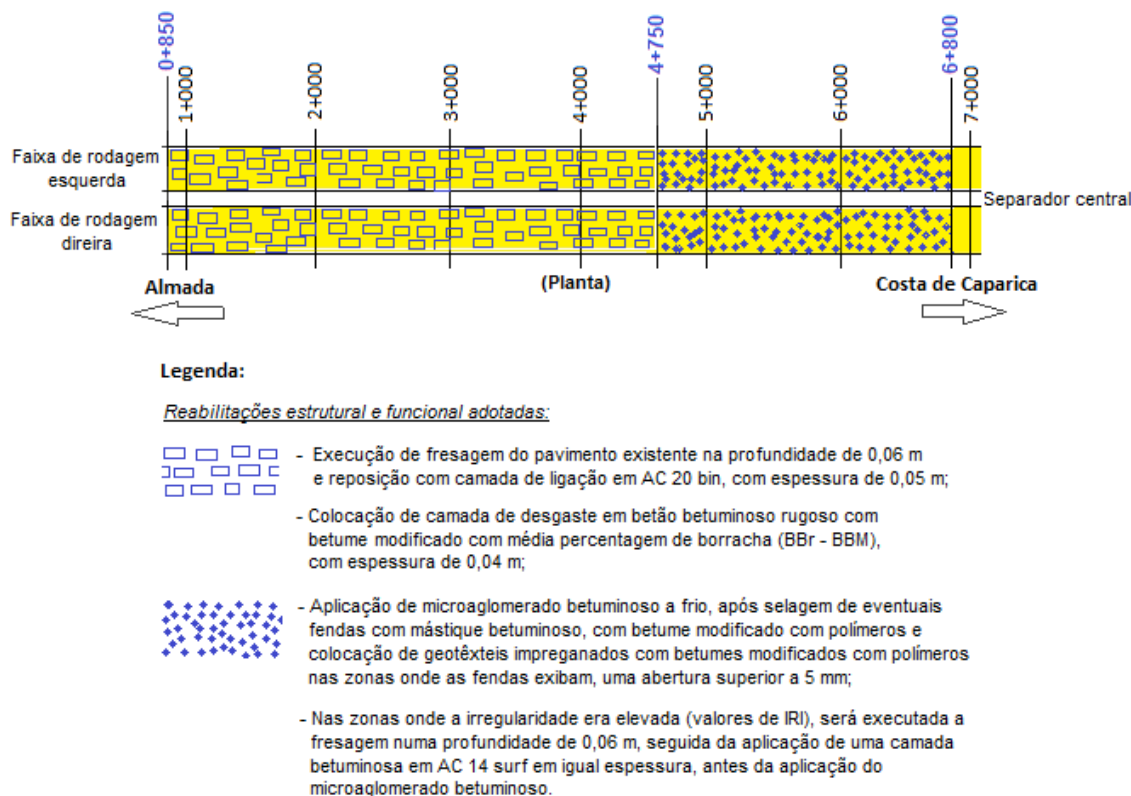 0+850
1+000
2+000
3+000
4+000
4+750
5+000
6+000
6+800
7+000
Faixa de rodagem
esquerda
Separador central
Faixa de rodagem
direira
Almada
(Planta)
Costa de Caparica
Legenda:
Reabilitações estrutural e funcional adotadas:
- Execução de fresagem do pavimento existente na profundidade de 0,06 m
e reposição com camada de ligação em AC 20 bin, com espessura de 0,05 m;
- Colocação de camada de desgaste em betão betuminoso rugoso com
betume modificado com média percentagem de borracha (BBr - BBM),
com espessura de 0,04 m;
- Aplicação de microaglomerado betuminoso a frio, após selagem de eventuais
fendas com mástique betuminoso, com betume modificado com polímeros e
colocação de geotêxteis impreganados com betumes modificados com polímeros
nas zonas onde as fendas exibam, uma abertura superior a 5 mm;
- Nas zonas onde a irregularidade era elevada (valores de IRI), será executada a
fresagem numa profundidade de 0,06 m, seguida da aplicação de uma camada
betuminosa em AC 14 surf em igual espessura, antes da aplicação do
microaglomerado betuminoso.